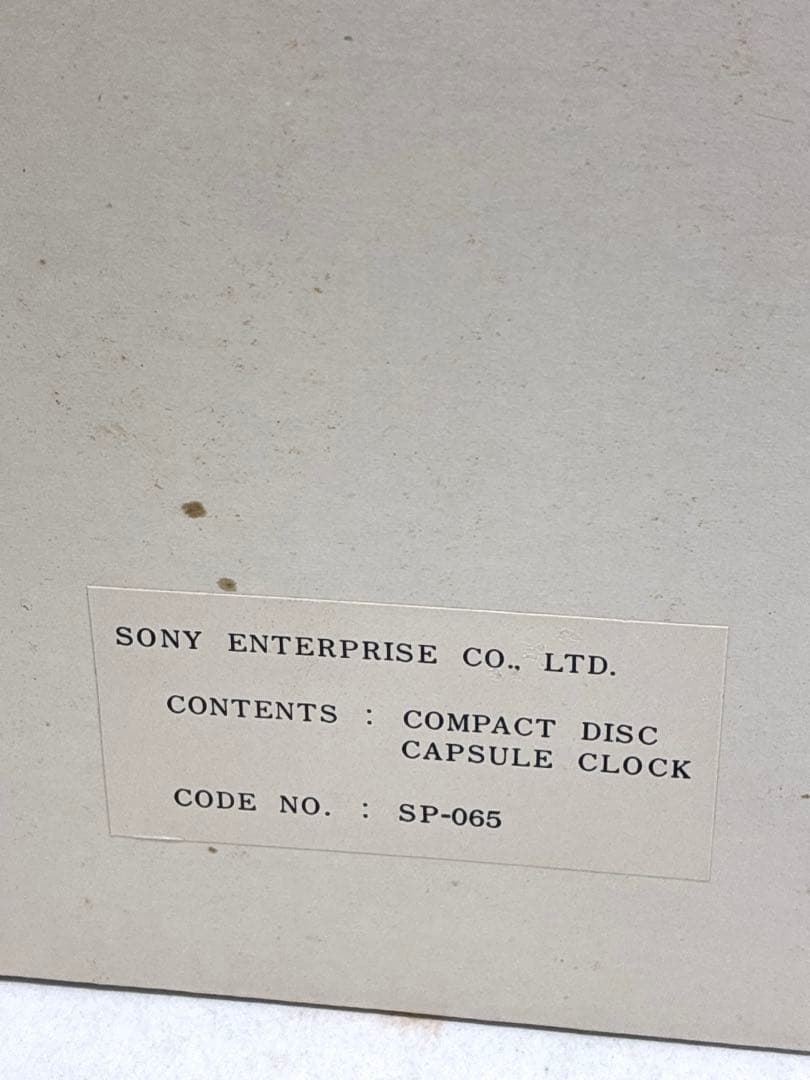 SONY ENTERPRISE CO., LTD.
CONTENTS : COMPACT DISC
CAPSULE CLOCK
CODE NO. : SP-065